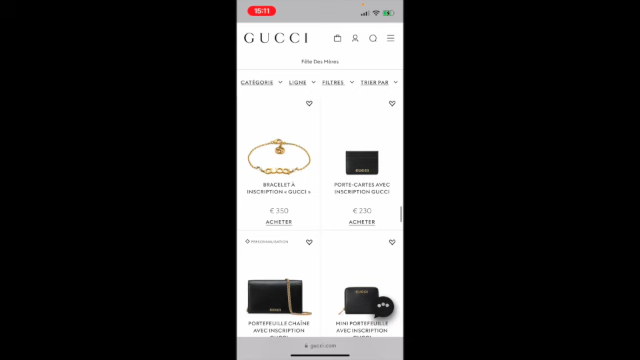 15:11
GUCCI
Fête Des Mères
CATÉGORIE LIGNE FILTRES TRIER PAR
BRACELET À
INSCRIPTION « GUCCI »
€ 350
ACHETER
PORTE-CARTES AVEC
INSCRIPTION GUCCI
€ 230
ACHETER
PERSONNALISATION
PORTEFEUILLE CHAÎNE
AVEC INSCRIPTION
MINI PORTEFEUILLE
AVEC INSCRIPTION
gucci.com